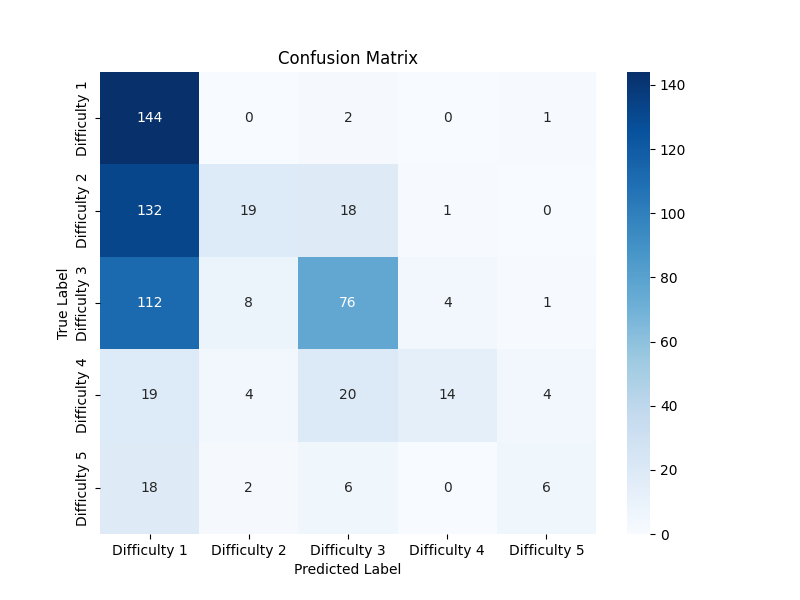 Confusion Matrix
True Label
Difficulty 1
144 0 2 0 1
Difficulty 2
132 19 18 1 0
Difficulty 3
112 8 76 4 1
Difficulty 4
19 4 20 14 4
Difficulty 5
18 2 6 0 6
Difficulty 1 Difficulty 2 Difficulty 3 Difficulty 4 Difficulty 5
Predicted Label
140
120
100
80
60
40
20
0